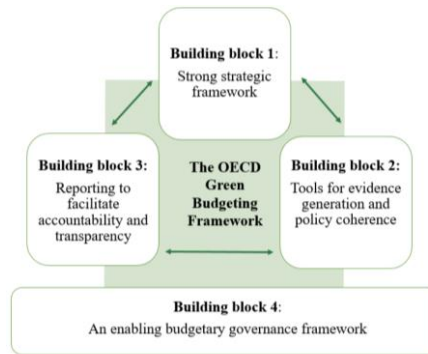 Building block 1:
Strong strategic
framework
Building block 3:
Reporting to
facilitate
accountability and
transparency
The OECD
Green
Budgeting
Framework
Building block 2:
Tools for evidence
generation and
policy coherence
Building block 4:
An enabling budgetary governance framework